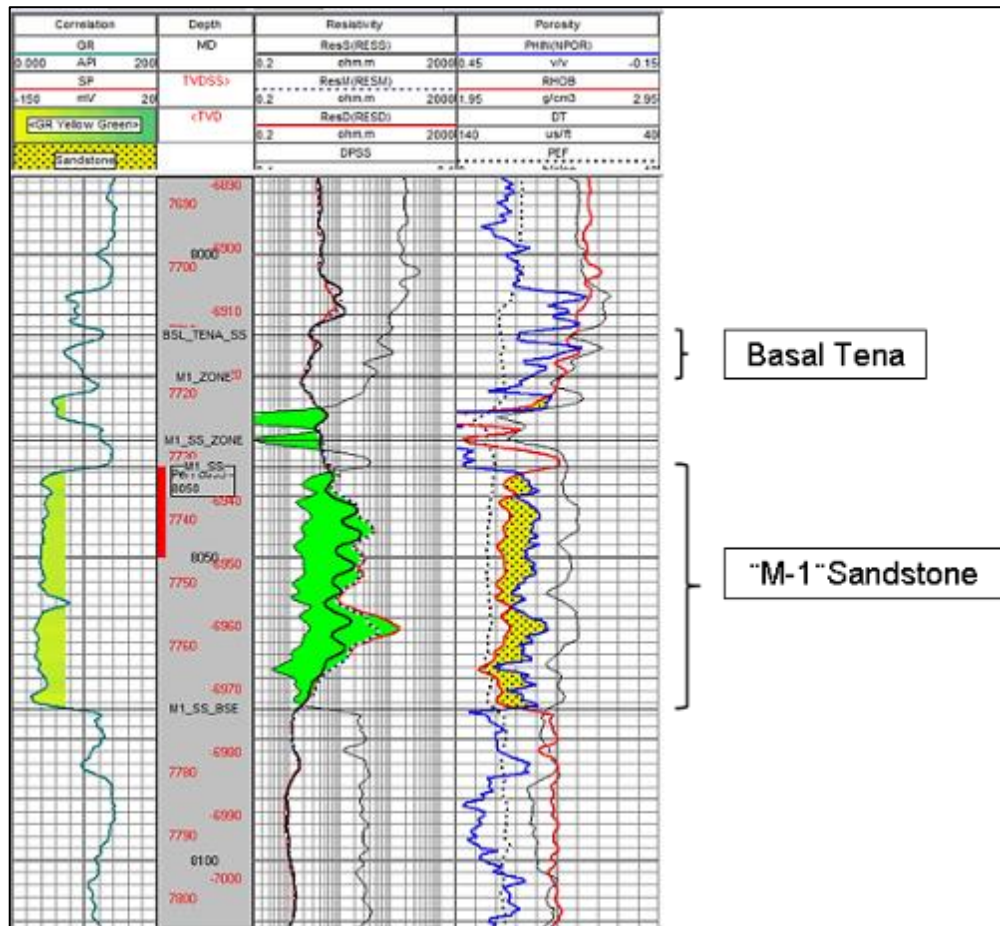 Correlation Depth Resistivity Porosity
GR MD ResS(RESS) PHIN(NPOR)
0.000 API 200 0.2 ohm.m 2000 0.45 v/v -0.15
SP TVDSS> ResM(RESM) RHOB
-150 mV 20 0.2 ohm.m 2000 1.95 g/cm3 2.95
<GR Yellow Green> <TVD ResD(RESD) DT
0.2 ohm.m 2000 140 us/ft 40
Sandstone DPSS PEF
-6890
7690
8000 -6900
7700
-6910
BSL_TENA_SS
Basal Tena
M1_ZONE
7720
M1_SS_ZONE
7730
M1_SS
8050
-6940
7740
8050
-6950
7750
¨M-1¨Sandstone
-6960
7760
-6970
M1_SS_BSE
-6980
7780
-6990
7790
8100
-7000
7800